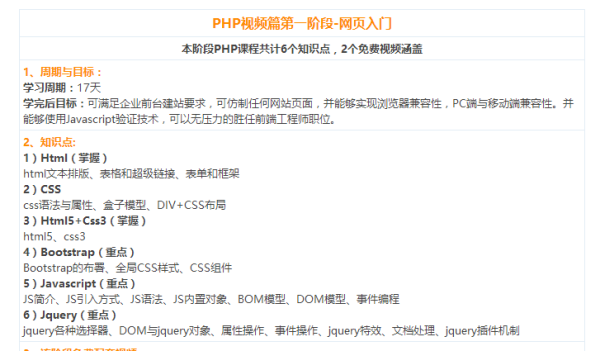 PHP视频篇第一阶段-网页入门
本阶段PHP课程共计6个知识点，2个免费视频涵盖
1、周期与目标：
学习周期：17天
学完后目标：可满足企业前台建站要求，可仿制任何网站页面，并能够实现浏览器兼容性，PC端与移动端兼容性。并
能够使用Javascript验证技术，可以无压力的胜任前端工程师职位。
2、知识点:
1）Html（掌握）
html文本排版、表格和超级链接、表单和框架
2）CSS
css语法与属性、盒子模型、DIV+CSS布局
3）Html5+Css3（掌握）
html5、css3
4）Bootstrap（重点）
Bootstrap的布署、全局CSS样式、CSS组件
5）Javascript（重点）
JS简介、JS引入方式、JS语法、JS内置对象、BOM模型、DOM模型、事件编程
6）Jquery（重点）
jquery各种选择器、DOM与jquery对象、属性操作、事件操作、jquery特效、文档处理、jquery插件机制